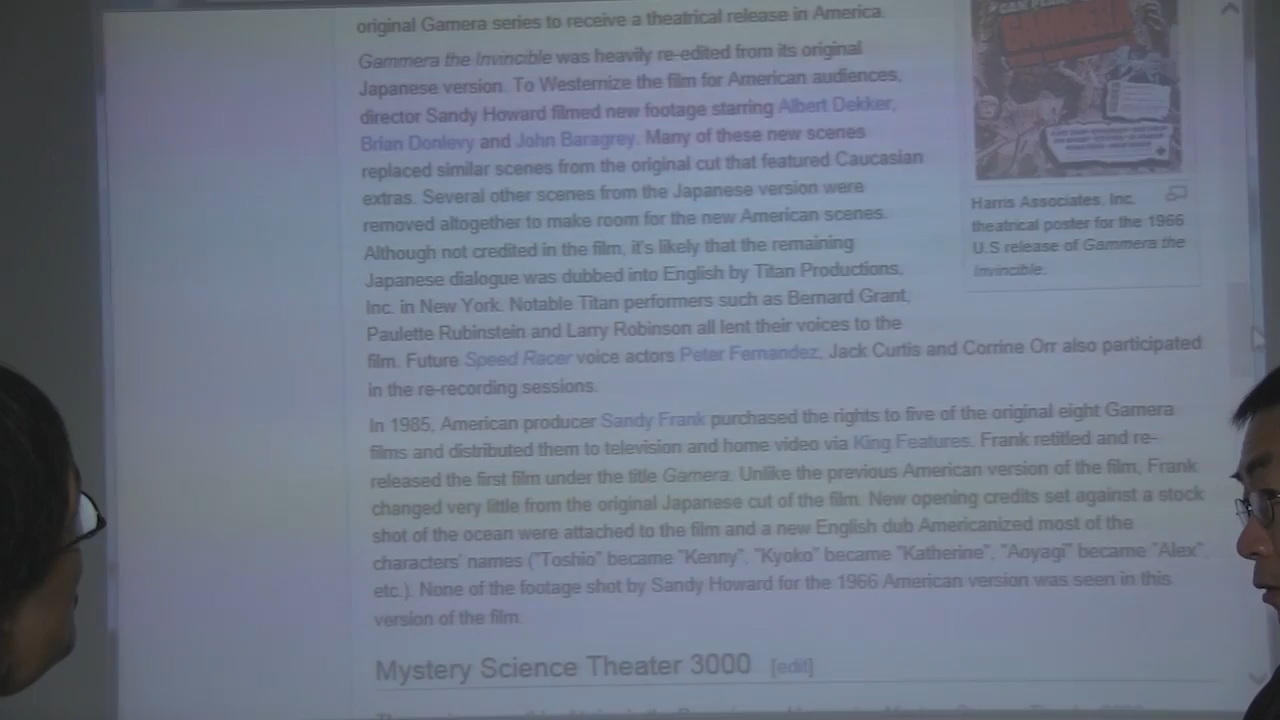 original Gamera series to receive a theatrical release in America.
Gammera the Invincible was heavily re-edited from its original
Japanese version. To Westernize the film for American audiences,
director Sandy Howard filmed new footage starring Albert Dekker,
Brian Donlevy and John Baragrey. Many of these new scenes
replaced similar scenes from the original cut that featured Caucasian
extras. Several other scenes from the Japanese version were
removed altogether to make room for the new American scenes.
Although not credited in the film, it's likely that the remaining
Japanese dialogue was dubbed into English by Titan Productions,
Inc. in New York. Notable Titan performers such as Bernard Grant,
Paulette Rubinstein and Larry Robinson all lent their voices to the
film. Future Speed Racer voice actors Peter Fernandez, Jack Curtis and Corrine Orr also participated
in the re-recording sessions.
Harris Associates, Inc.
theatrical poster for the 1966
U.S release of Gammera the
Invincible.
In 1985, American producer Sandy Frank purchased the rights to five of the original eight Gamera
films and distributed them to television and home video via King Features. Frank retitled and re-
released the first film under the title Gamera. Unlike the previous American version of the film, Frank
changed very little from the original Japanese cut of the film. New opening credits set against a stock
shot of the ocean were attached to the film and a new English dub Americanized most of the
characters' names ("Toshio" became "Kenny", "Kyoko" became "Katherine", "Aoyagi" became "Alex",
etc.). None of the footage shot by Sandy Howard for the 1966 American version was seen in this
version of the film.
Mystery Science Theater 3000 [edit]